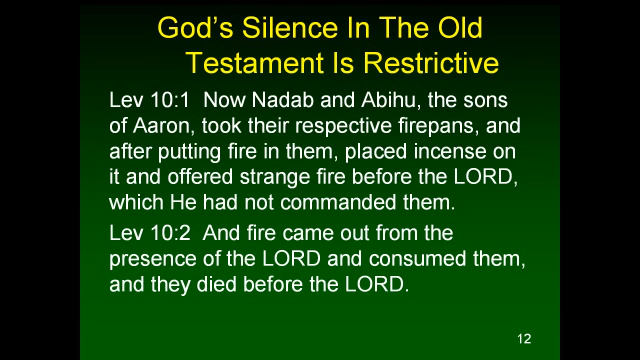 God's Silence In The Old
Testament Is Restrictive
Lev 10:1  Now Nadab and Abihu, the sons
of Aaron, took their respective firepans, and
after putting fire in them, placed incense on
it and offered strange fire before the LORD,
which He had not commanded them.
Lev 10:2  And fire came out from the
presence of the LORD and consumed them,
and they died before the LORD.
12